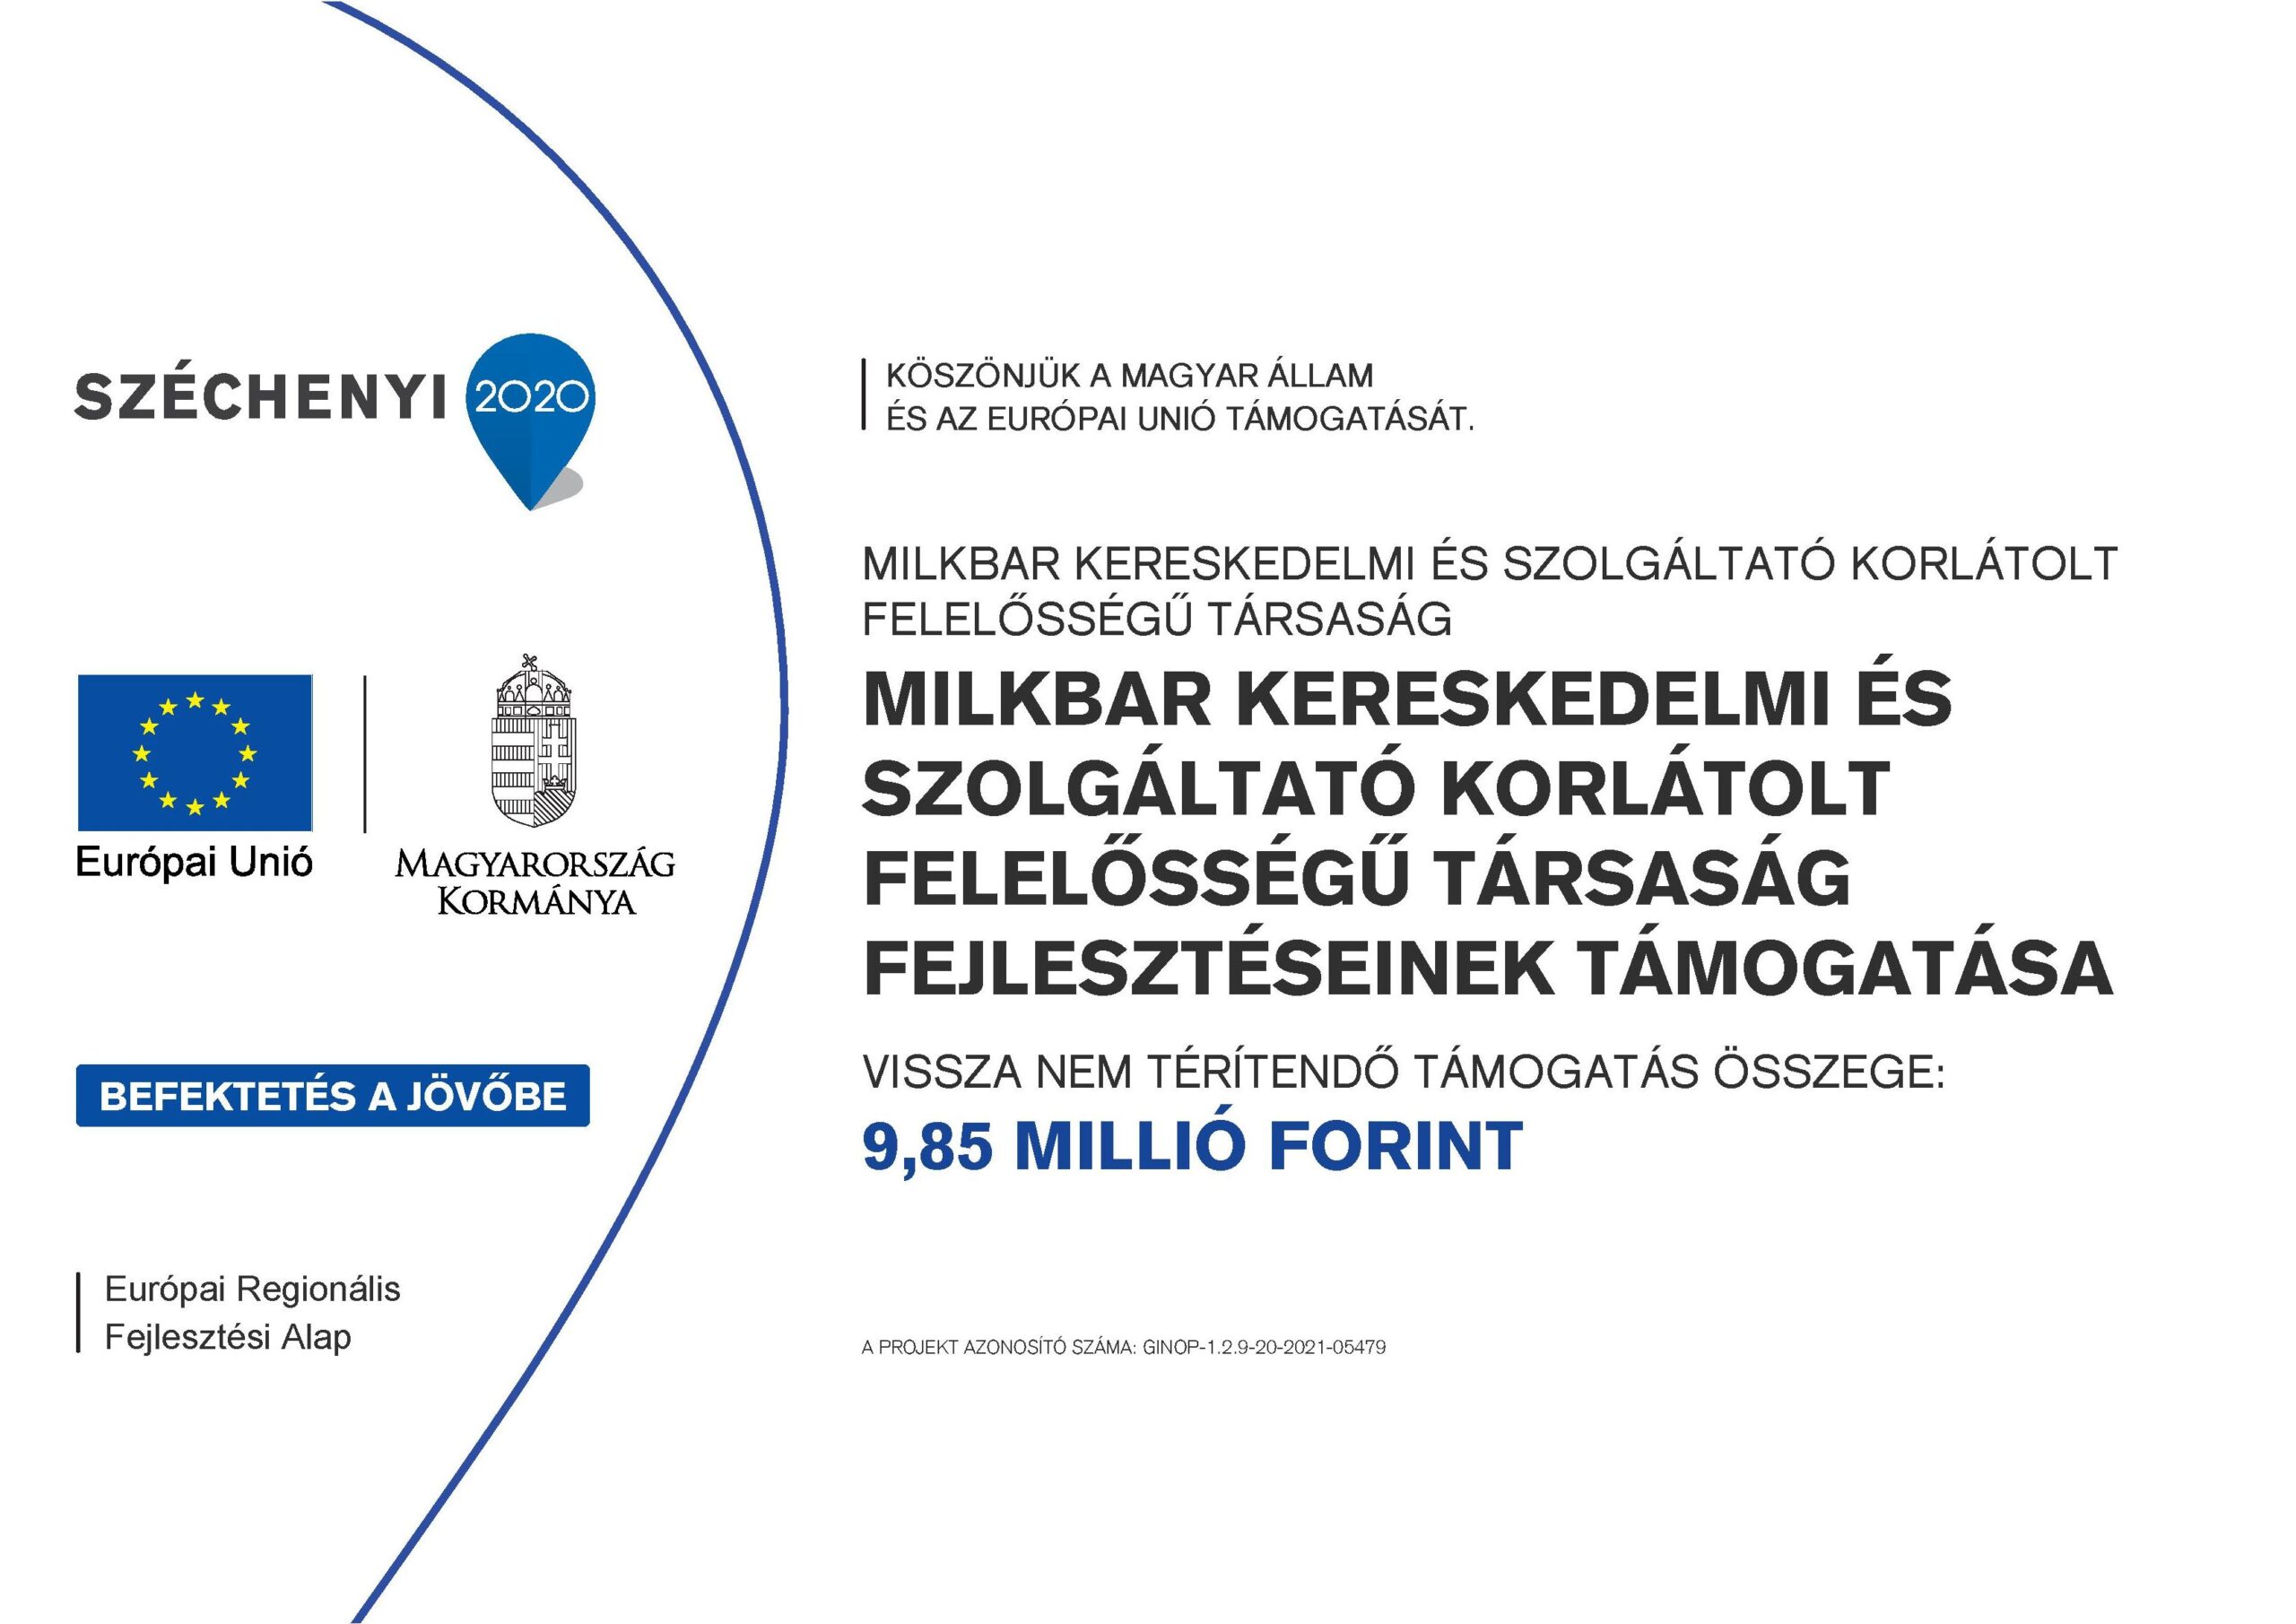 SZÉCHENYI 2020
Európai Unió
MAGYARORSZÁG
KORMÁNYA
BEFEKTETÉS A JÖVŐBE
Európai Regionális
Fejlesztési Alap
KÖSZÖNJÜK A MAGYAR ÁLLAM
ÉS AZ EURÓPAI UNIÓ TÁMOGATÁSÁT.
MILKBAR KERESKEDELMI ÉS SZOLGÁLTATÓ KORLÁTOLT
FELELŐSSÉGŰ TÁRSASÁG
MILKBAR KERESKEDELMI ÉS
SZOLGÁLTATÓ KORLÁTOLT
FELELŐSSÉGŰ TÁRSASÁG
FEJLESZTÉSEINEK TÁMOGATÁSA
VISSZA NEM TÉRÍTENDŐ TÁMOGATÁS ÖSSZEGE:
9,85 MILLIÓ FORINT
A PROJEKT AZONOSÍTÓ SZÁMA: GINOP-1.2.9-20-2021-05479